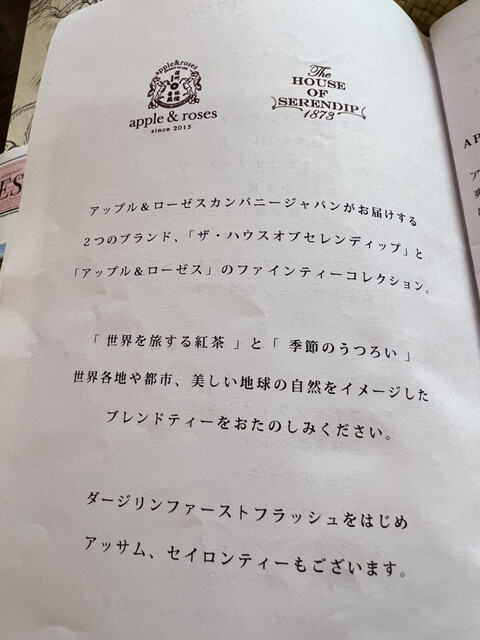 apple&roses
apple & roses
since 2015
The
HOUSE
OF
SERENDIP
1873
アップル&ローゼスカンパニージャパンがお届けする
2つのブランド、「ザ・ハウスオブセレンディップ」と
「アップル&ローゼス」のファインティーコレクション。
「 世界を旅する紅茶 」と「 季節のうつろい 」
世界各地や都市、美しい地球の自然をイメージした
ブレンドティーをおたのしみください。
ダージリンファーストフラッシュをはじめ
アッサム、セイロンティーもございます。
ES
AP